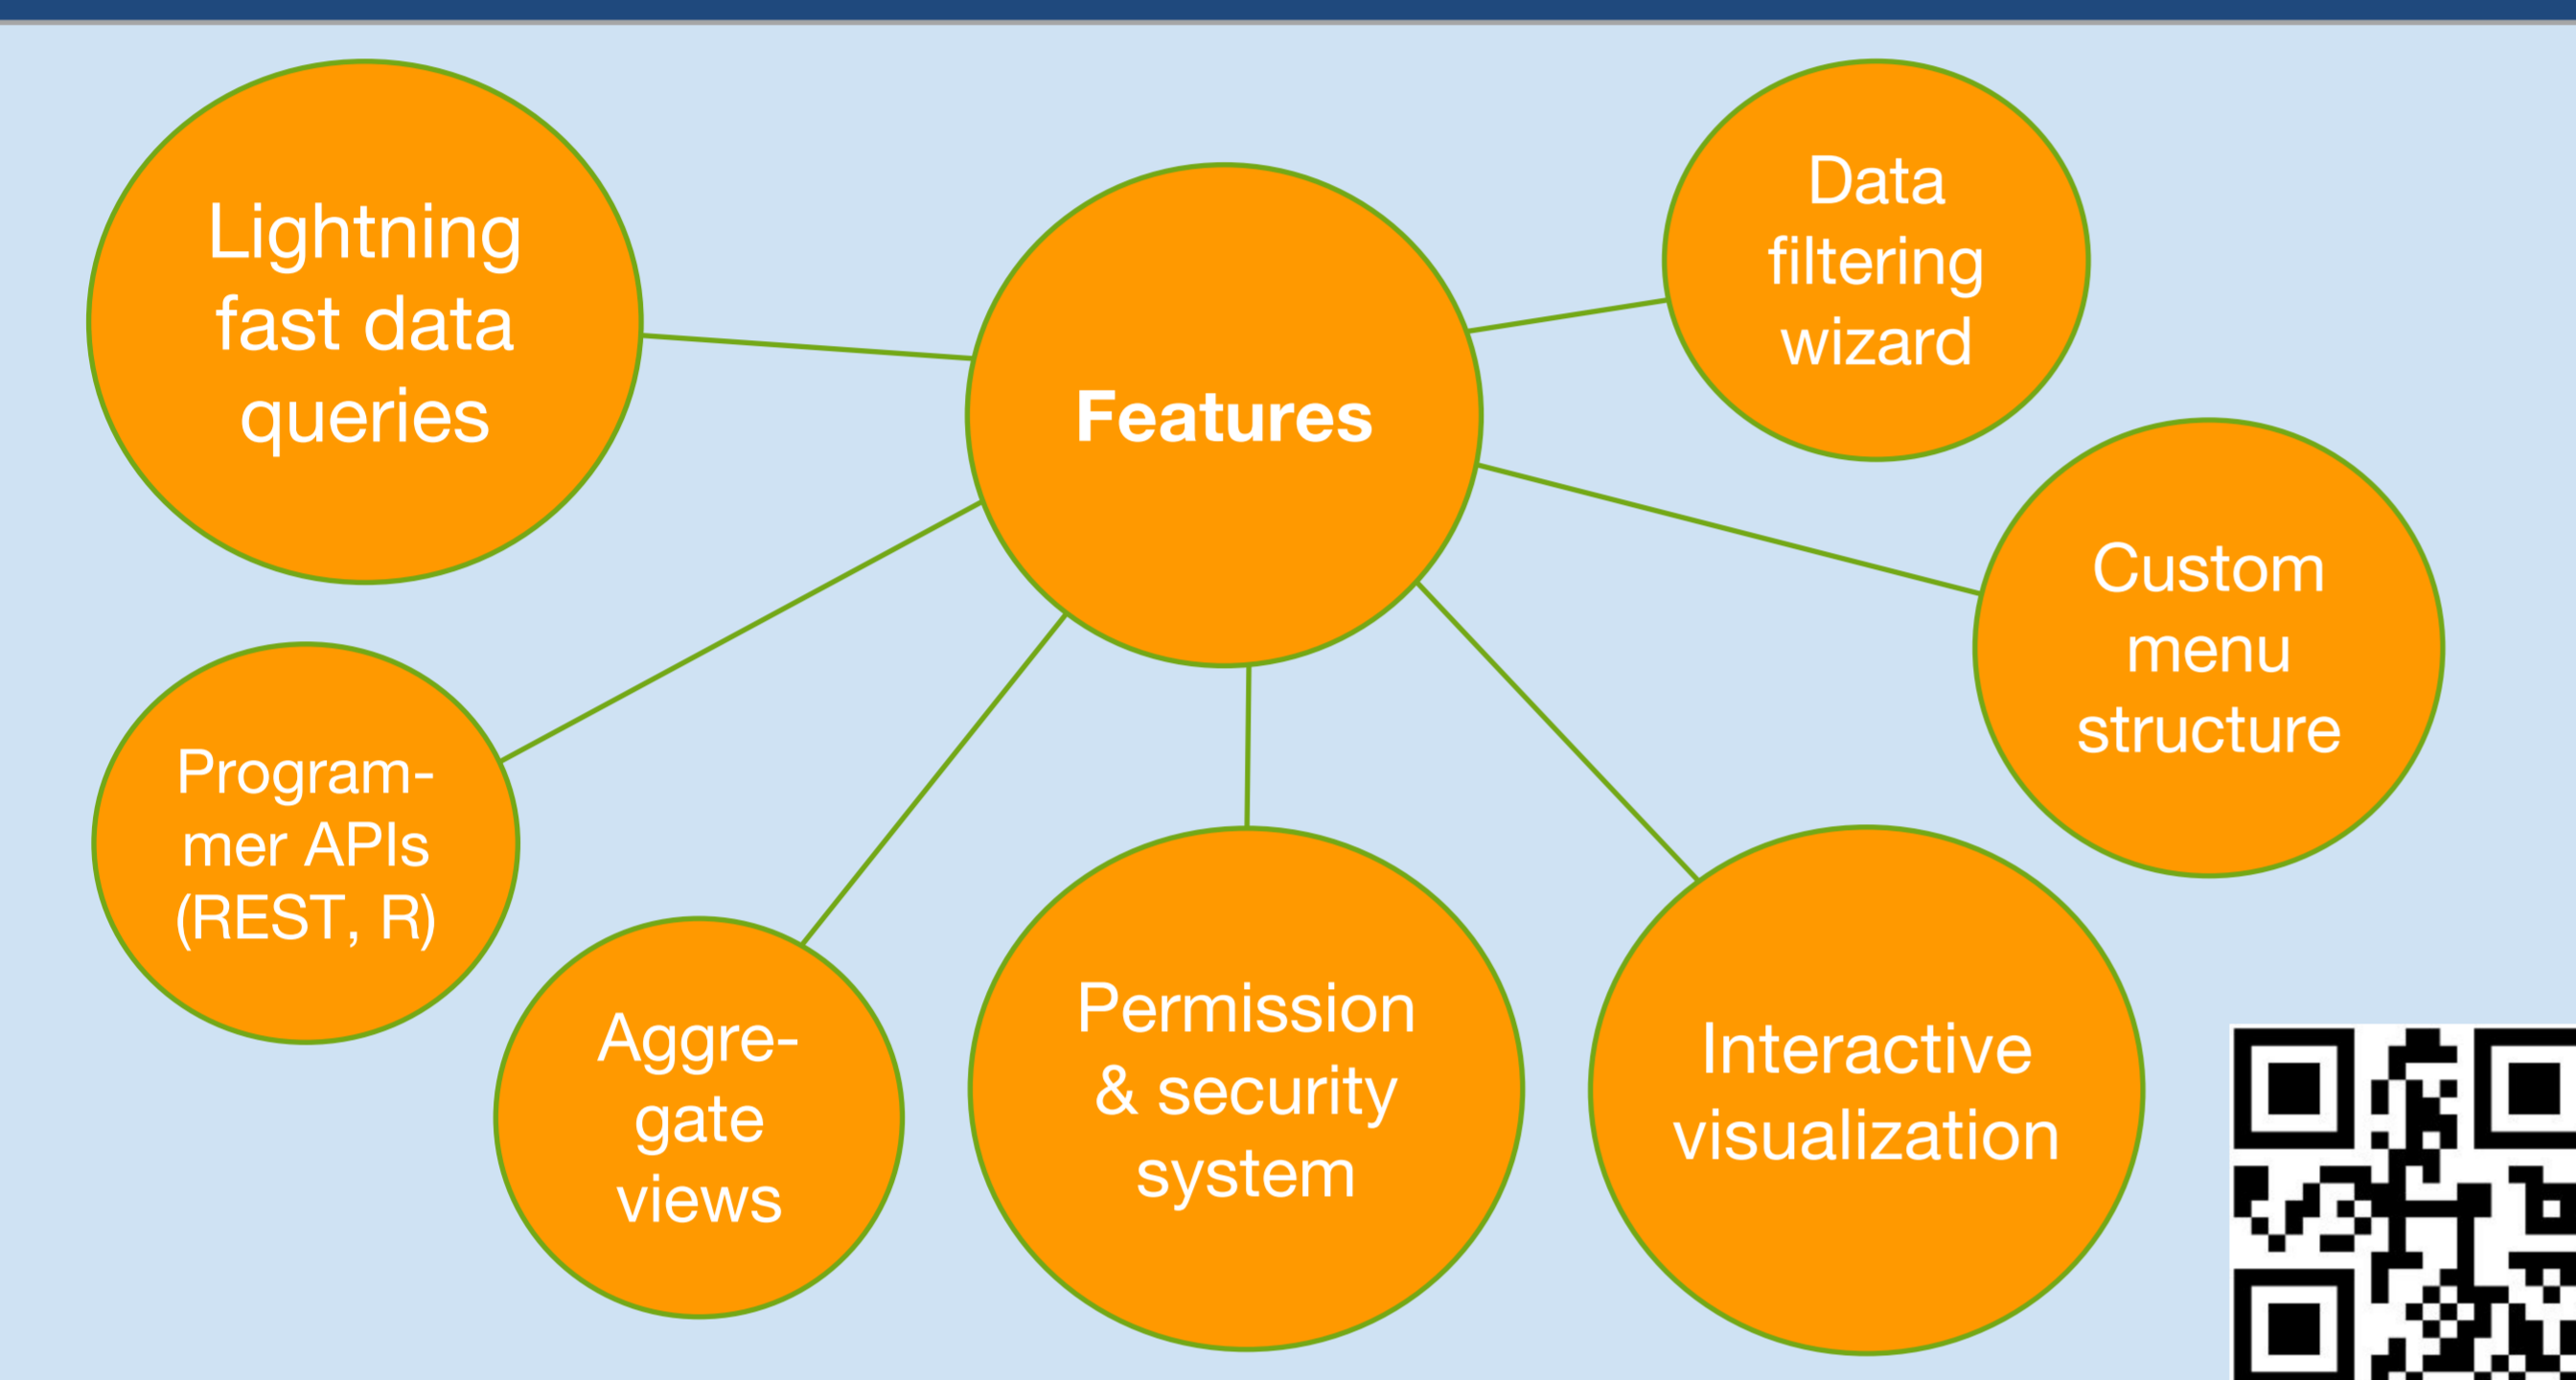 Lightning
fast data
queries
Features
Data
filtering
wizard
Custom
menu
structure
Program-
mer APIs
(REST, R)
Aggre-
gate
views
Permission
& security
system
Interactive
visualization